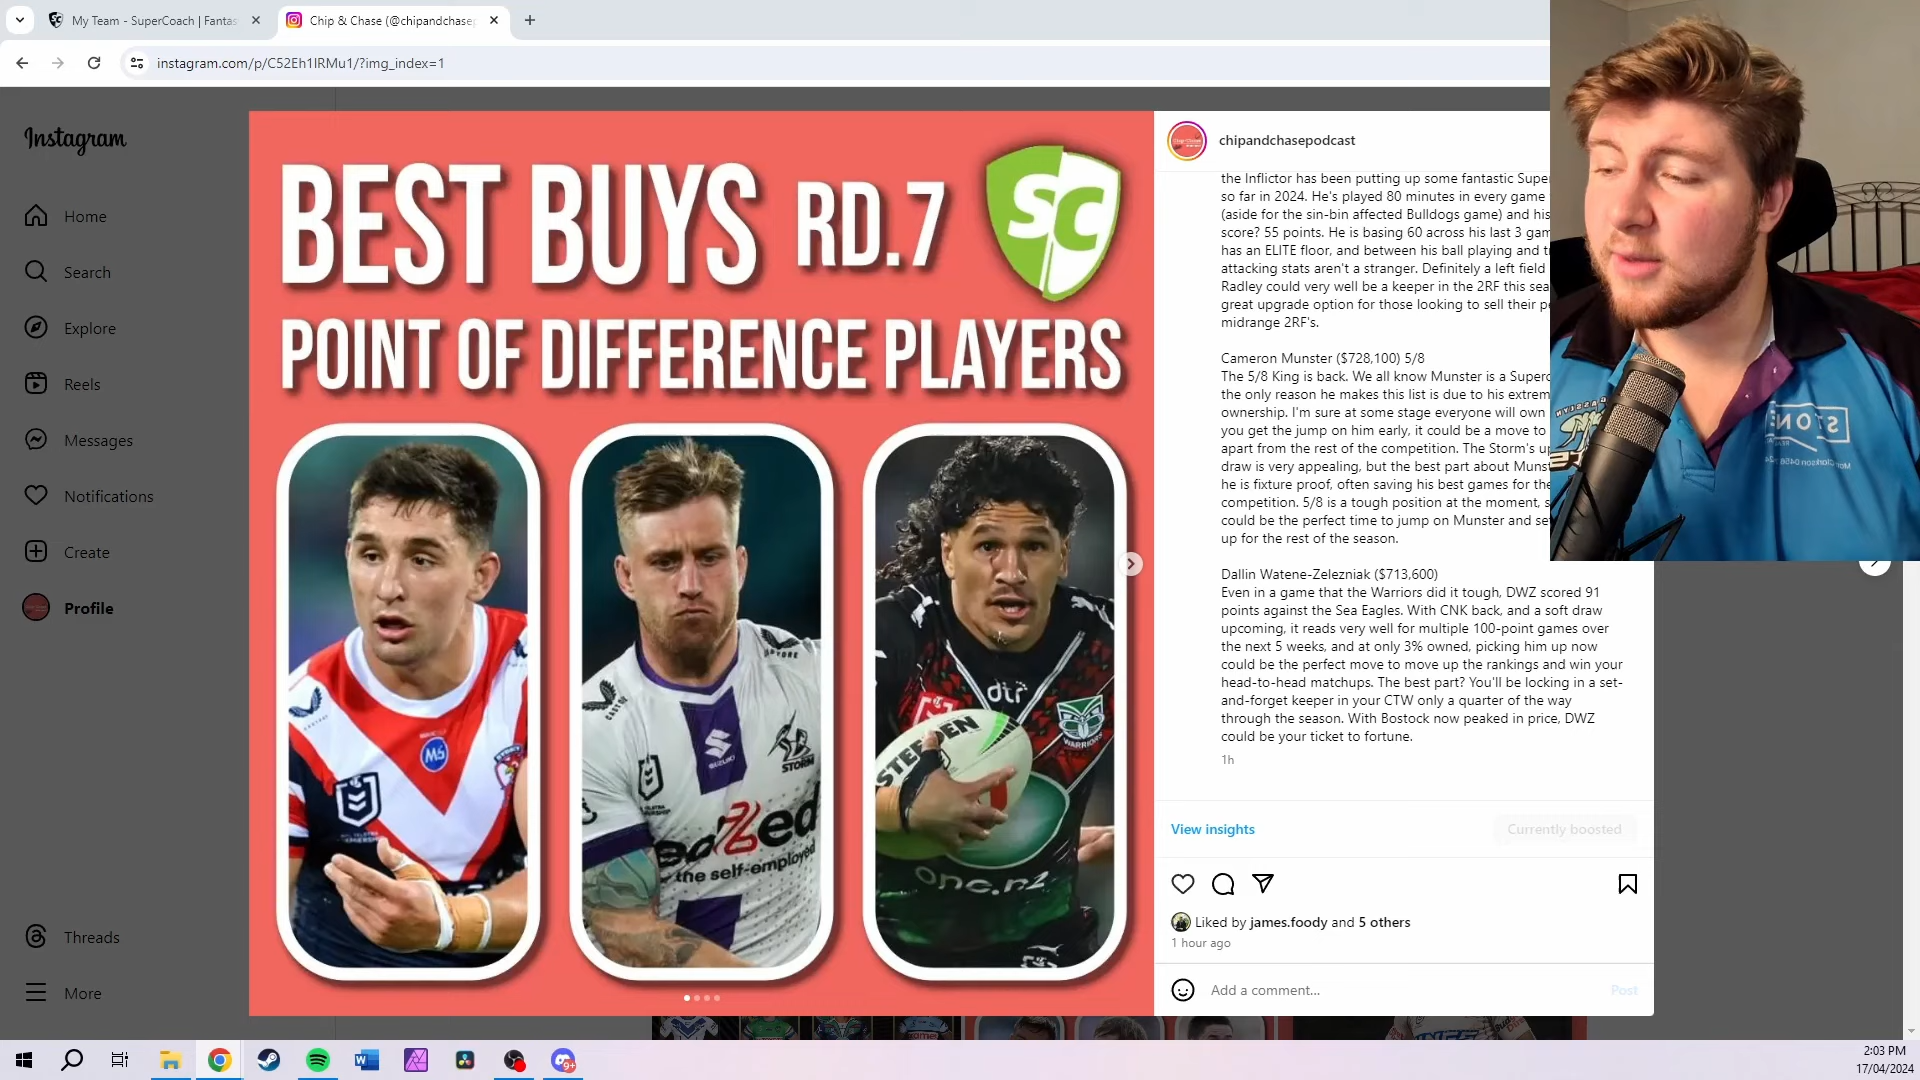 My Team - SuperCoach | Fantas
Chip & Chase (@chipandchasep
instagram.com/p/C52Eh1IRMu1/?img_index=1
Instagram
Home
Search
Explore
Reels
Messages
Notifications
Create
Profile
Threads
More
BEST BUYS RD.7
SC
POINT OF DIFFERENCE PLAYERS
STORM
SUZUKI
the self-employed
STEEDEN
dtr
WARRIORS
one.nz
chipandchasepodcast
the Inflictor has been putting up some fantastic Supe
so far in 2024. He's played 80 minutes in every game
(aside for the sin-bin affected Bulldogs game) and his
score? 55 points. He is basing 60 across his last 3 gam
has an ELITE floor, and between his ball playing and t
attacking stats aren't a stranger. Definitely a left field
Radley could very well be a keeper in the 2RF this sea
great upgrade option for those looking to sell their p
midrange 2RF's.
Cameron Munster ($728,100) 5/8
The 5/8 King is back. We all know Munster is a Superc
the only reason he makes this list is due to his extrem
ownership. I'm sure at some stage everyone will own
you get the jump on him early, it could be a move to
apart from the rest of the competition. The Storm's u
draw is very appealing, but the best part about Muns
he is fixture proof, often saving his best games for the
competition. 5/8 is a tough position at the moment, s
could be the perfect time to jump on Munster and se
up for the rest of the season.
Dallin Watene-Zelezniak ($713,600)
Even in a game that the Warriors did it tough, DWZ scored 91
points against the Sea Eagles. With CNK back, and a soft draw
upcoming, it reads very well for multiple 100-point games over
the next 5 weeks, and at only 3% owned, picking him up now
could be the perfect move to move up the rankings and win your
head-to-head matchups. The best part? You'll be locking in a set-
and-forget keeper in your CTW only a quarter of the way
through the season. With Bostock now peaked in price, DWZ
could be your ticket to fortune.
1h
View insights
Currently boosted
Liked by james.foody and 5 others
1 hour ago
Add a comment...
Post
9+
2:03 PM
17/04/2024